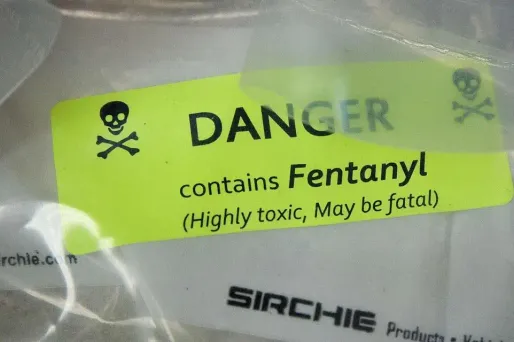 DANGER
contains Fentanyl
(Highly toxic, May be fatal)
rchie.com
SIRCHIE Products •